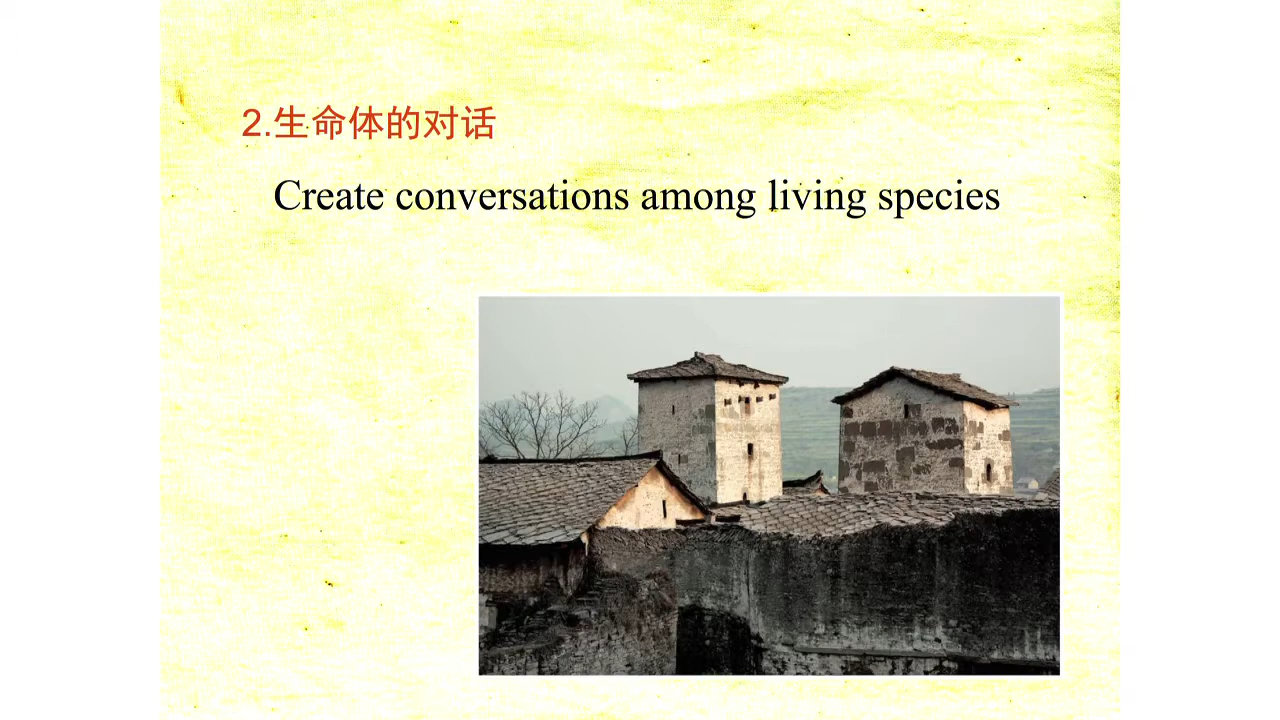 2.生命体的对话
Create conversations among living species